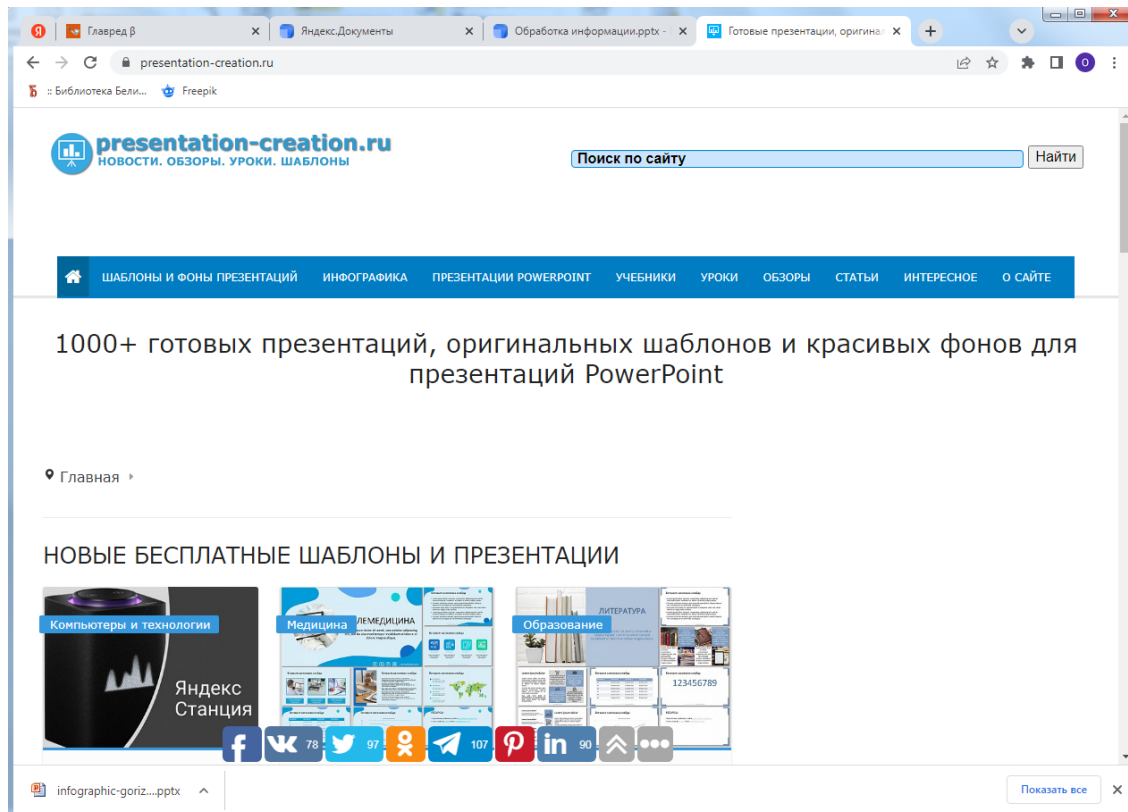 Главред β
Яндекс.Документы
Обработка информации.pptx -
Готовые презентации, оригинал
presentation-creation.ru
О
Б :: Библиотека Бели...
Freepik
presentation-creation.ru
НОВОСТИ. ОБЗОРЫ. УРОКИ. ШАБЛОНЫ
Поиск по сайту
Найти
ШАБЛОНЫ И ФОНЫ ПРЕЗЕНТАЦИЙ ИНФОГРАФИКА ПРЕЗЕНТАЦИИ POWERPOINT УЧЕБНИКИ УРОКИ ОБЗОРЫ СТАТЬИ ИНТЕРЕСНОЕ О САЙТЕ
1000+ готовых презентаций, оригинальных шаблонов и красивых фонов для
презентаций PowerPoint
Главная
НОВЫЕ БЕСПЛАТНЫЕ ШАБЛОНЫ И ПРЕЗЕНТАЦИИ
Компьютеры и технологии
Яндекс
Станция
Медицина
ЛЕМЕДИЦИНА
Образование
ЛИТЕРАТУРА
123456789
78
97
107
in 90
infographic-goriz....pptx
Показать все